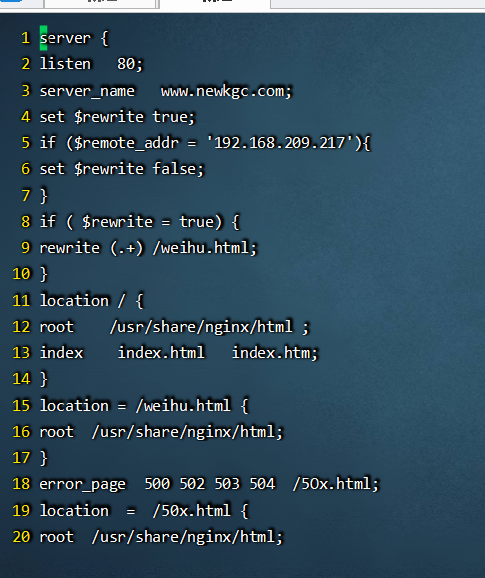 1 server {
2 listen   80;
3 server_name   www.newkgc.com;
4 set $rewrite true;
5 if ($remote_addr = '192.168.209.217'){
6 set $rewrite false;
7 }
8 if ( $rewrite = true) {
9 rewrite (.+) /weihu.html;
10 }
11 location / {
12 root    /usr/share/nginx/html ;
13 index    index.html   index.htm;
14 }
15 location = /weihu.html {
16 root  /usr/share/nginx/html;
17 }
18 error_page  500 502 503 504  /5Ox.html;
19 location  =  /50x.html {
20 root  /usr/share/nginx/html;